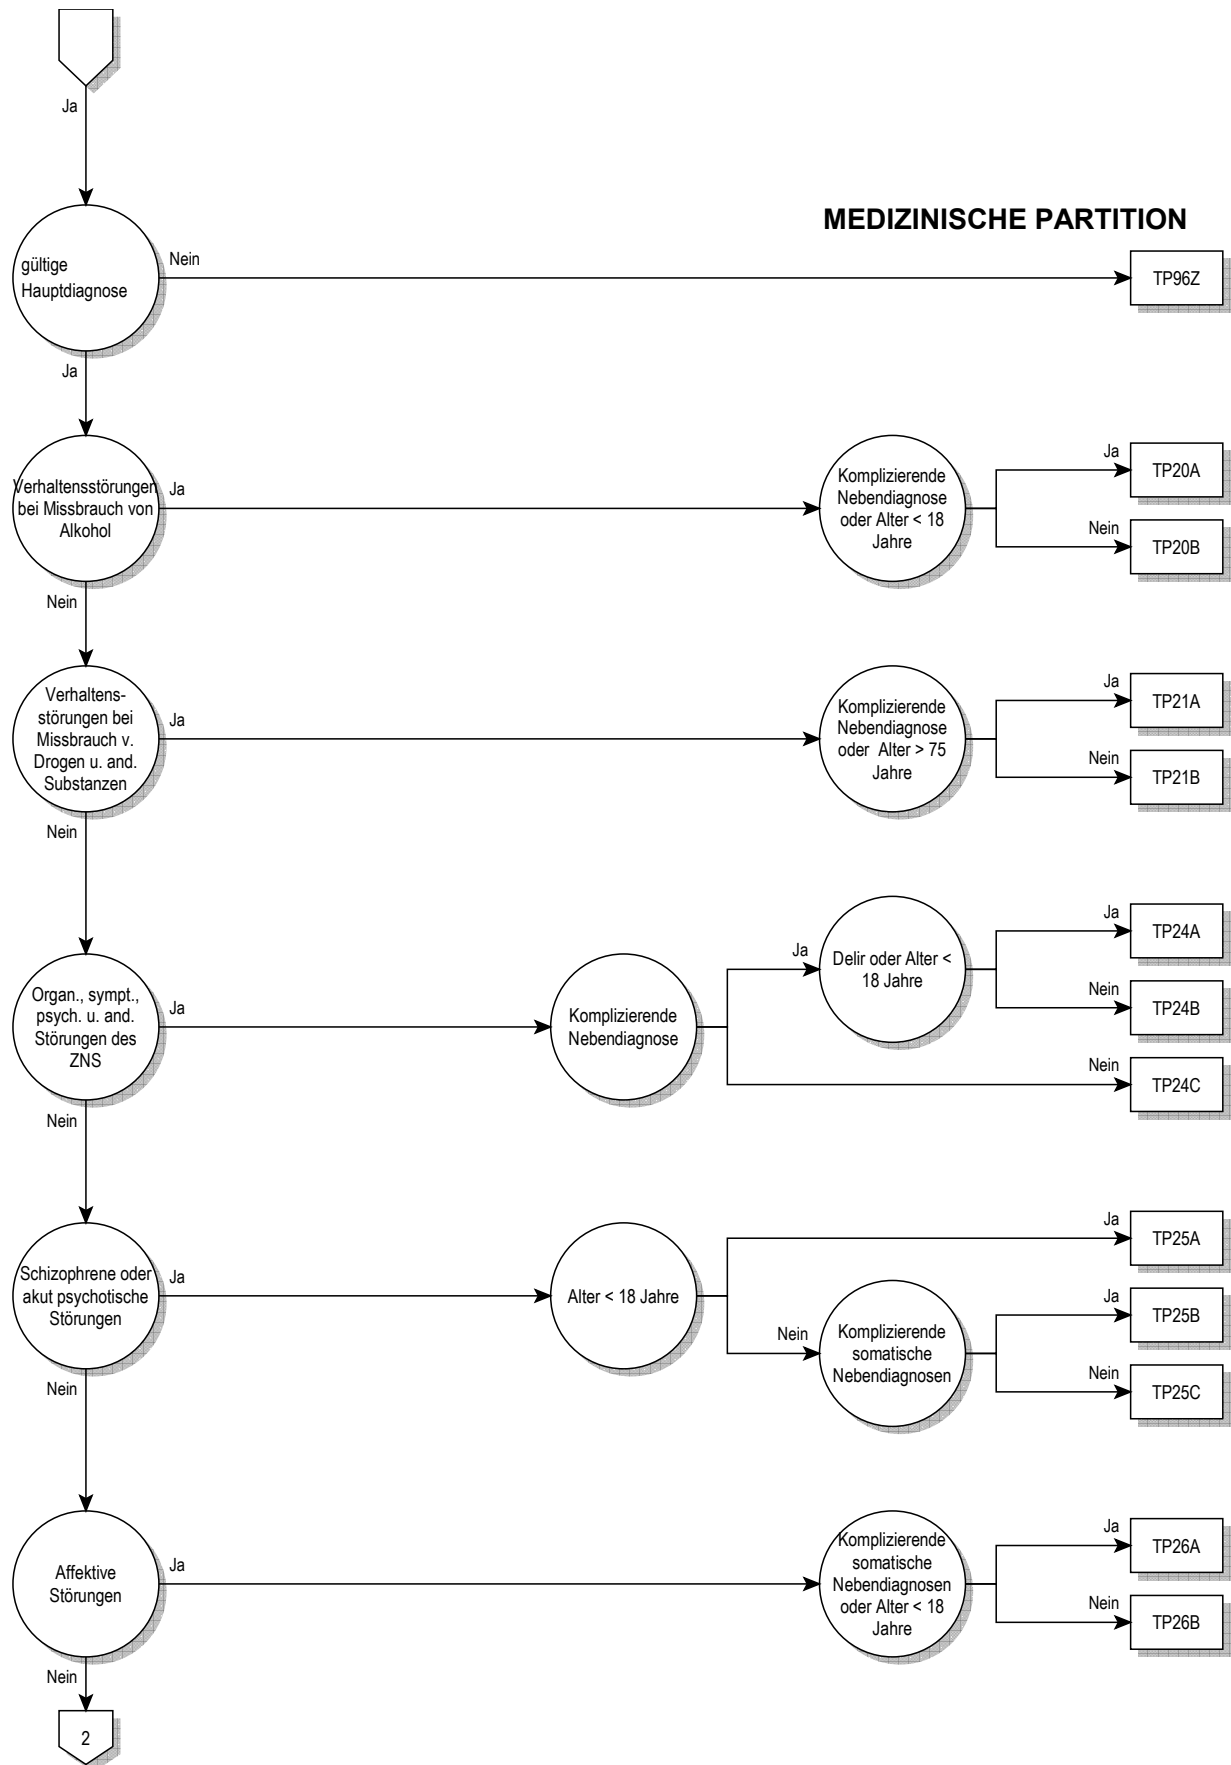 Ja
MEDIZINISCHE PARTITION
gültige
Hauptdiagnose
Nein
TP96Z
Ja
Verhaltensstörungen
bei Missbrauch von
Alkohol
Ja
Komplizierende
Nebendiagnose
oder Alter < 18
Jahre
Ja
TP20A
Nein
TP20B
Nein
Verhaltens-
störungen bei
Missbrauch v.
Drogen u. and.
Substanzen
Ja
Komplizierende
Nebendiagnose
oder Alter > 75
Jahre
Ja
TP21A
Nein
TP21B
Nein
Organ., sympt.,
psych. u. and.
Störungen des
ZNS
Ja
Komplizierende
Nebendiagnose
Ja
Delir oder Alter <
18 Jahre
Ja
TP24A
Nein
TP24B
Nein
TP24C
Nein
Schizophrene oder
akut psychotische
Störungen
Ja
Alter < 18 Jahre
Ja
TP25A
Nein
Komplizierende
somatische
Nebendiagnosen
Ja
TP25B
Nein
TP25C
Nein
Affektive
Störungen
Ja
Komplizierende
somatische
Nebendiagnosen
oder Alter < 18
Jahre
Ja
TP26A
Nein
TP26B
Nein
2